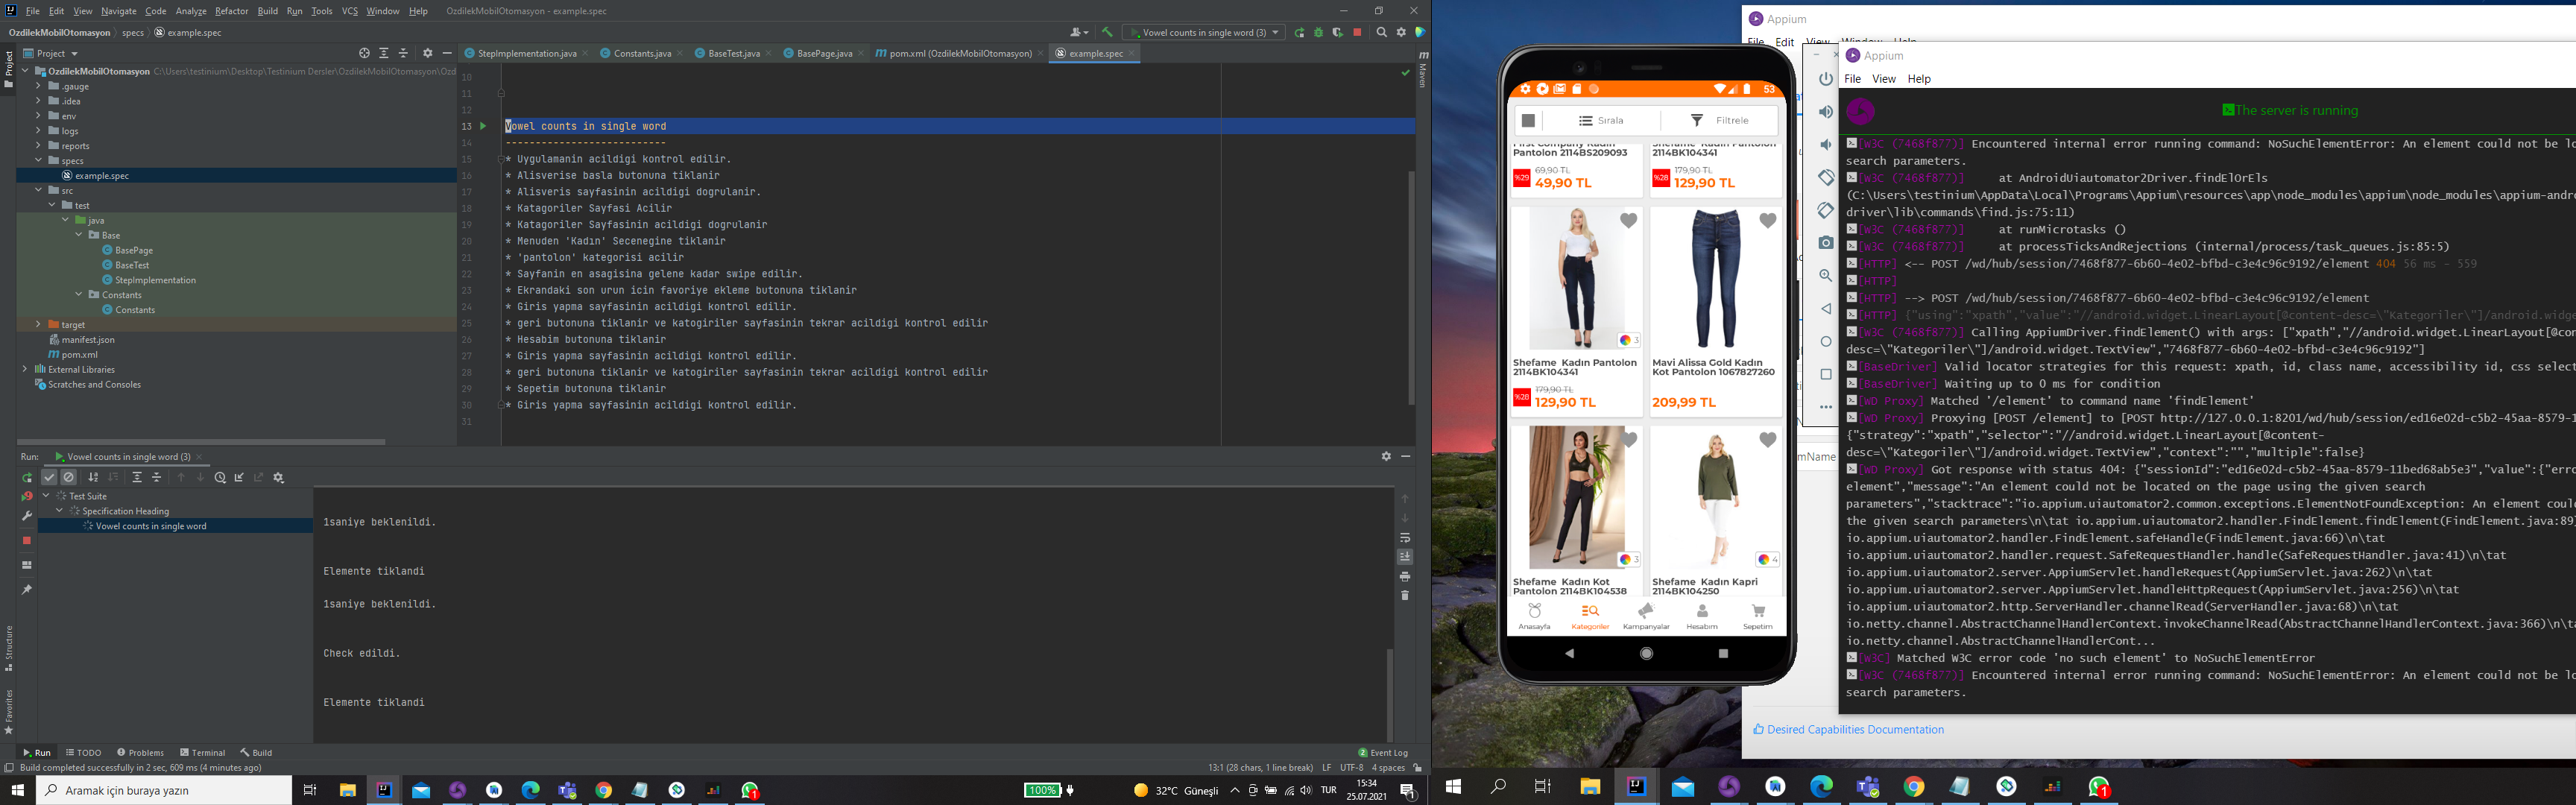 File Edit View Navigate Code Analyze Refactor Build Run Tools VCS Window Help OzdilekMobilOtomasyon - example.spec
OzdilekMobilOtomasyon specs example.spec
Vowel counts in single word (3)
Project
StepImplementation.java Constants.java BaseTest.java BasePage.java pom.xml (OzdilekMobilOtomasyon) example.spec
OzdilekMobilOtomasyon C:\Users\testinium\Desktop\Testinium Dersler\OzdilekMobilOtomasyon\Ozd
.gauge
.idea
env
logs
reports
specs
example.spec
src
test
java
Base
BasePage
BaseTest
StepImplementation
Constants
Constants
target
manifest.json
pom.xml
External Libraries
Scratches and Consoles
Project
Structure
Favorites
Maven
10
11
12
13 Vowel counts in single word
14 ---------------------------
15 * Uygulamanin acildigi kontrol edilir.
16 * Alisverise basla butonuna tiklanir
17 * Alisveris sayfasinin acildigi dogrulanir.
18 * Katagoriler Sayfasi Acilir
19 * Katagoriler Sayfasinin acildigi dogrulanir
20 * Menuden 'Kadın' Secenegine tiklanir
21 * 'pantolon' kategorisi acilir
22 * Sayfanin en asagisina gelene kadar swipe edilir.
23 * Ekrandaki son urun icin favoriye ekleme butonuna tiklanir
24 * Giris yapma sayfasinin acildigi kontrol edilir.
25 * geri butonuna tiklanir ve katogiriler sayfasinin tekrar acildigi kontrol edilir
26 * Hesabim butonuna tiklanir
27 * Giris yapma sayfasinin acildigi kontrol edilir.
28 * geri butonuna tiklanir ve katogiriler sayfasinin tekrar acildigi kontrol edilir
29 * Sepetim butonuna tiklanir
30 * Giris yapma sayfasinin acildigi kontrol edilir.
31
Run: Vowel counts in single word (3)
Test Suite
Specification Heading
Vowel counts in single word
1saniye beklenildi.
Elemente tiklandi
1saniye beklenildi.
Check edildi.
Elemente tiklandi
Run TODO Problems Terminal Build
2 Event Log
Build completed successfully in 2 sec, 609 ms (4 minutes ago)
13:1 (28 chars, 1 line break) LF UTF-8 4 spaces
Aramak için buraya yazın
100%
32°C Güneşli
TUR
15:34
25.07.2021
53
Sırala Filtrele
First Company Kadın
Pantolon 2114BS209093
%29 69,90 TL
49,90 TL
Shefame Kadın Pantolon
2114BK104341
%28 179,90 TL
129,90 TL
3
Shefame Kadın Pantolon
2114BK104341
%28 179,90 TL
129,90 TL
Mavi Alissa Gold Kadın
Kot Pantolon 1067827260
209,99 TL
3
Shefame Kadın Kot
Pantolon 2114BK104538
4
Shefame Kadın Kapri
2114BK104250
Anasayfa Kategoriler Kampanyalar Hesabım Sepetim
Appium
File Edit View Window Help
mName
Desired Capabilities Documentation
Appium
File View Help
The server is running
[W3C (7468f877)] Encountered internal error running command: NoSuchElementError: An element could not be lo
search parameters.
[W3C (7468f877)] at AndroidUiautomator2Driver.findElOrEls
(C:\Users\testinium\AppData\Local\Programs\Appium\resources\app\node_modules\appium\node_modules\appium-andr
driver\lib\commands\find.js:75:11)
[W3C (7468f877)] at runMicrotasks ()
[W3C (7468f877)] at processTicksAndRejections (internal/process/task_queues.js:85:5)
[HTTP] <-- POST /wd/hub/session/7468f877-6b60-4e02-bfbd-c3e4c96c9192/element 404 56 ms - 559
[HTTP]
[HTTP] --> POST /wd/hub/session/7468f877-6b60-4e02-bfbd-c3e4c96c9192/element
[HTTP] {"using":"xpath","value":"//android.widget.LinearLayout[@content-desc=\"Kategoriler\"]/android.widge
[W3C (7468f877)] Calling AppiumDriver.findElement() with args: ["xpath","//android.widget.LinearLayout[@con
desc=\"Kategoriler\"]/android.widget.TextView","7468f877-6b60-4e02-bfbd-c3e4c96c9192"]
[BaseDriver] Valid locator strategies for this request: xpath, id, class name, accessibility id, css select
[BaseDriver] Waiting up to 0 ms for condition
[WD Proxy] Matched '/element' to command name 'findElement'
[WD Proxy] Proxying [POST /element] to [POST http://127.0.0.1:8201/wd/hub/session/ed16e02d-c5b2-45aa-8579-1
{"strategy":"xpath","selector":"//android.widget.LinearLayout[@content-
desc=\"Kategoriler\"]/android.widget.TextView","context":"","multiple":false}
[WD Proxy] Got response with status 404: {"sessionId":"ed16e02d-c5b2-45aa-8579-11bed68ab5e3","value":{"erro
element","message":"An element could not be located on the page using the given search
parameters","stacktrace":"io.appium.uiautomator2.common.exceptions.ElementNotFoundException: An element coul
the given search parameters\n\tat io.appium.uiautomator2.handler.FindElement.findElement(FindElement.java:89)
io.appium.uiautomator2.handler.FindElement.safeHandle(FindElement.java:66)\n\tat
io.appium.uiautomator2.handler.request.SafeRequestHandler.handle(SafeRequestHandler.java:41)\n\tat
io.appium.uiautomator2.server.AppiumServlet.handleRequest(AppiumServlet.java:262)\n\tat
io.appium.uiautomator2.server.AppiumServlet.handleHttpRequest(AppiumServlet.java:256)\n\tat
io.appium.uiautomator2.http.ServerHandler.channelRead(ServerHandler.java:68)\n\tat
io.netty.channel.AbstractChannelHandlerContext.invokeChannelRead(AbstractChannelHandlerContext.java:366)\n\ta
io.netty.channel.AbstractChannelHandlerCont...
[W3C] Matched W3C error code 'no such element' to NoSuchElementError
[W3C (7468f877)] Encountered internal error running command: NoSuchElementError: An element could not be lo
search parameters.